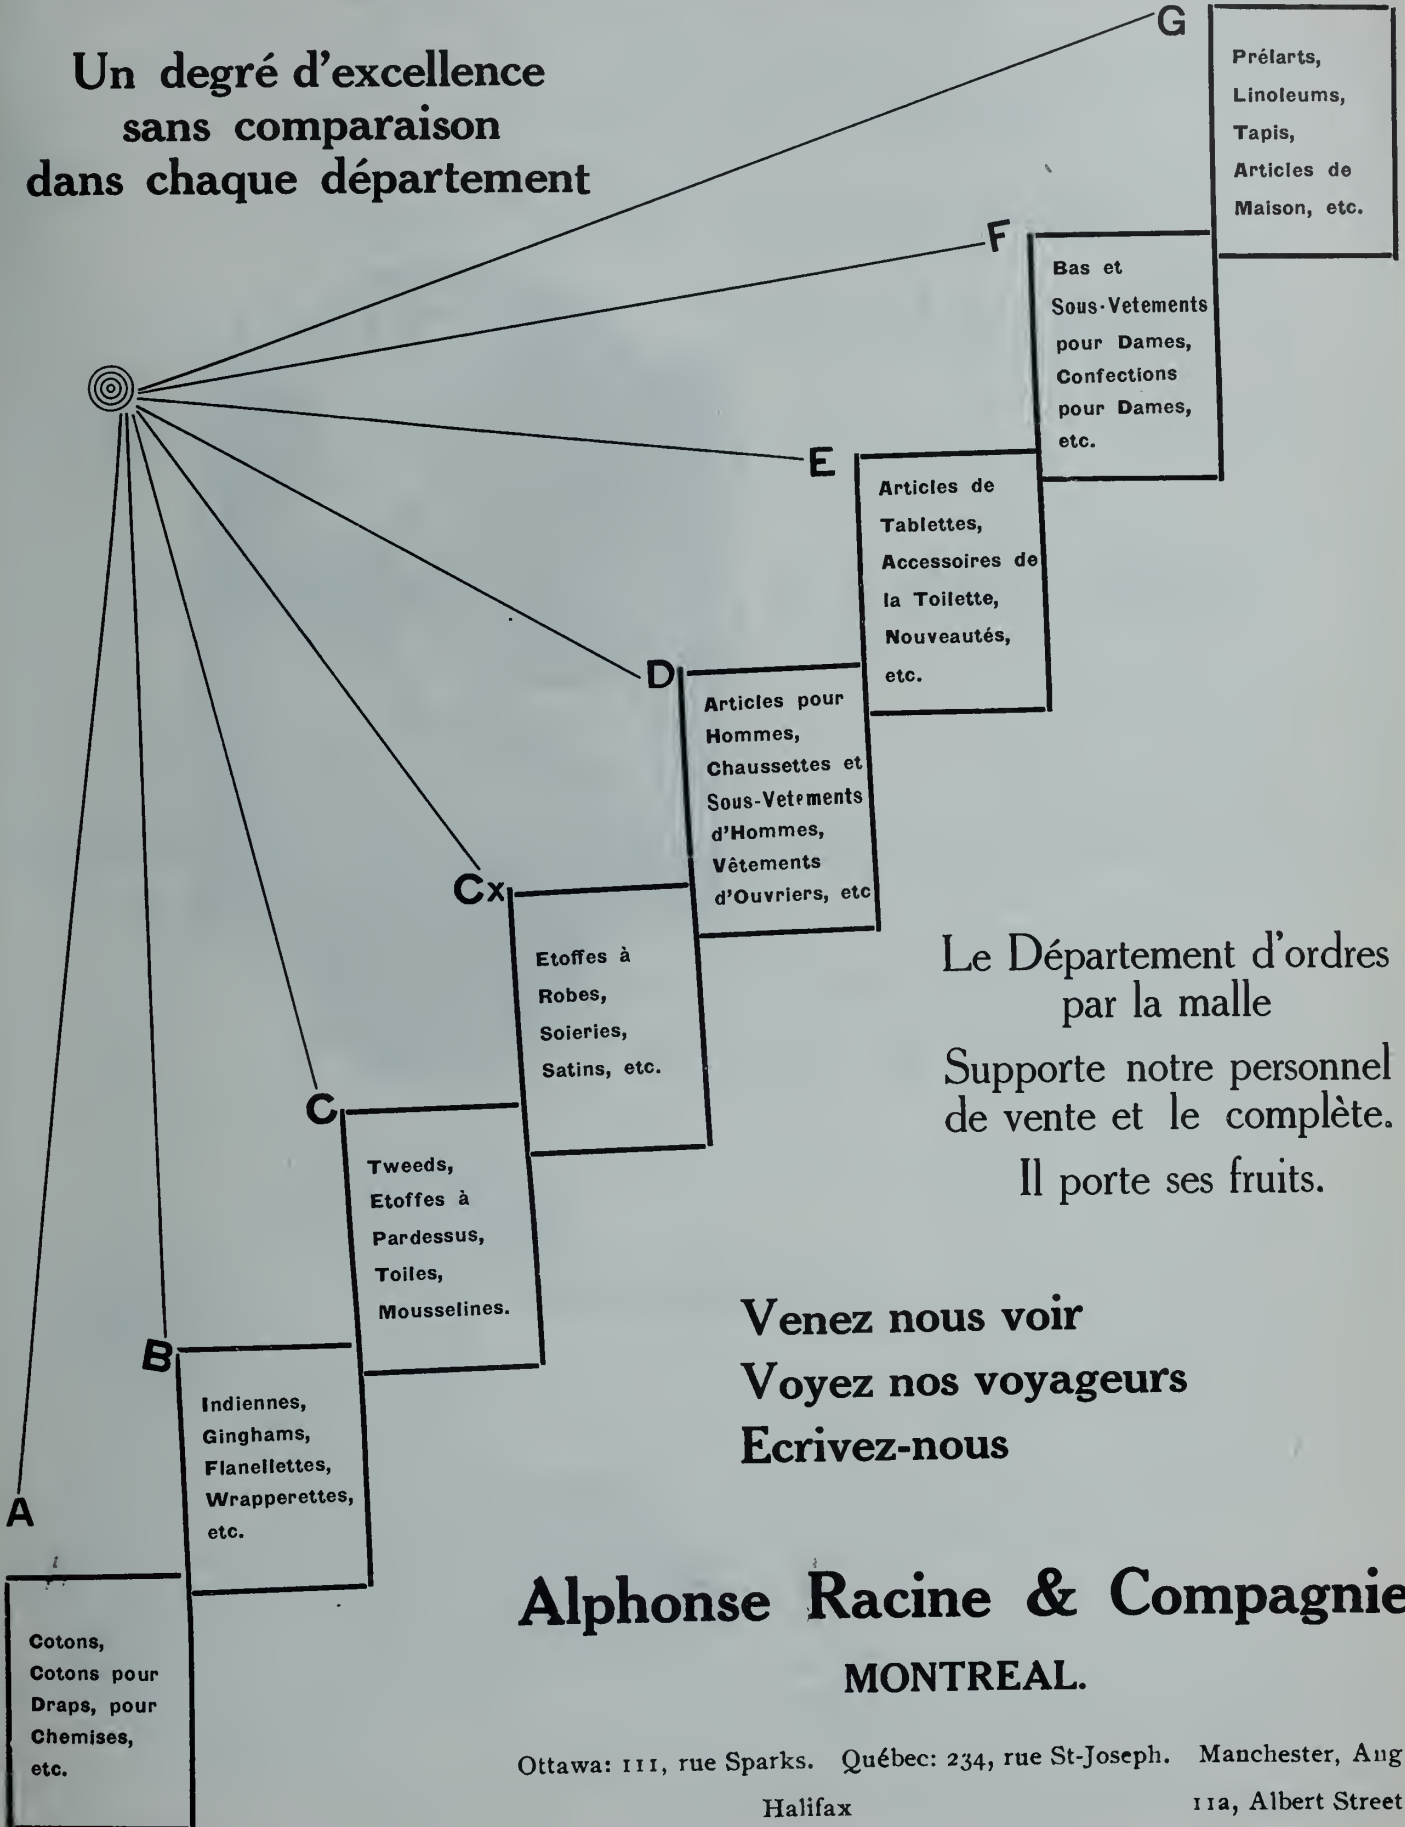 Un degré d'excellence
sans comparaison
dans chaque département
G
Prélarts,
Linoleums,
Tapis,
Articles de
Maison, etc.
F
Bas et
Sous-Vetements
pour Dames,
Confections
pour Dames,
etc.
E
Articles de
Tablettes,
Accessoires de
la Toilette,
Nouveautés,
etc.
D
Articles pour
Hommes,
Chaussettes et
Sous-Vetements
d'Hommes,
Vêtements
d'Ouvriers, etc
Cx
Etoffes à
Robes,
Soieries,
Satins, etc.
C
Tweeds,
Etoffes à
Pardessus,
Toiles,
Mousselines.
B
Indiennes,
Ginghams,
Flanellettes,
Wrapperettes,
etc.
A
Cotons,
Cotons pour
Draps, pour
Chemises,
etc.
Le Département d'ordres
par la malle
Supporte notre personnel
de vente et le complète.
Il porte ses fruits.
Venez nous voir
Voyez nos voyageurs
Ecrivez-nous
Alphonse Racine & Compagnie
MONTREAL.
Ottawa: 111, rue Sparks. Québec: 234, rue St-Joseph. Manchester, Ang
Halifax 11a, Albert Street